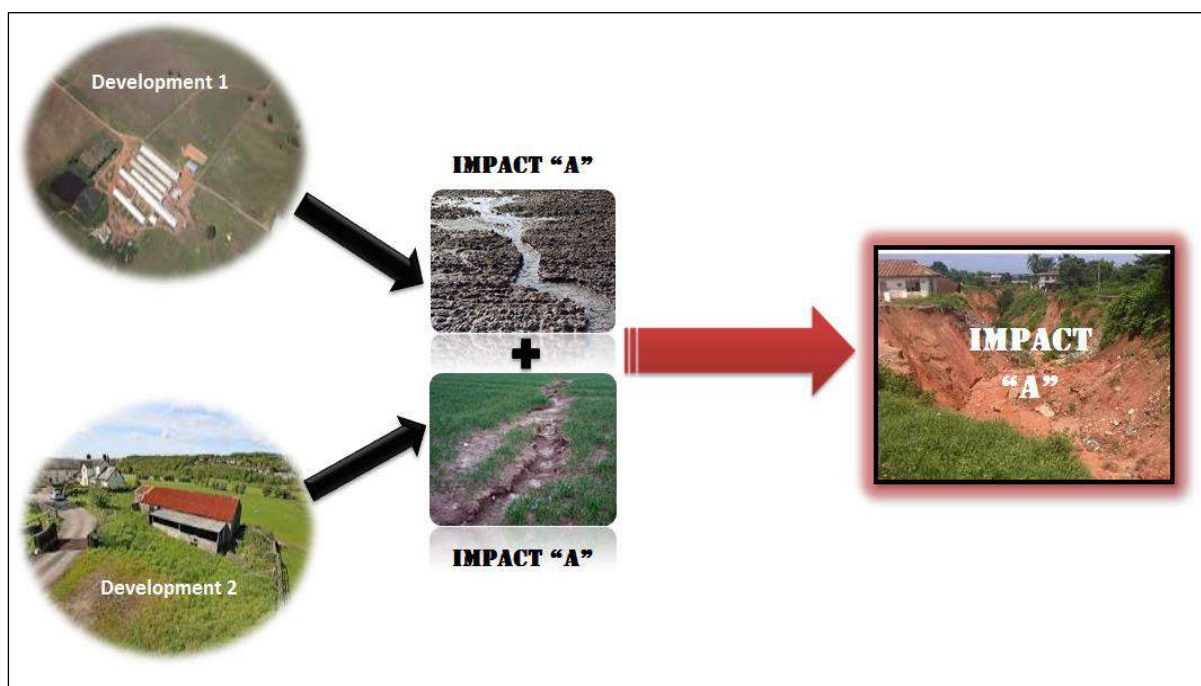 Development 1
IMPACT “A”
IMPACT “A”
Development 2
IMPACT
“A”